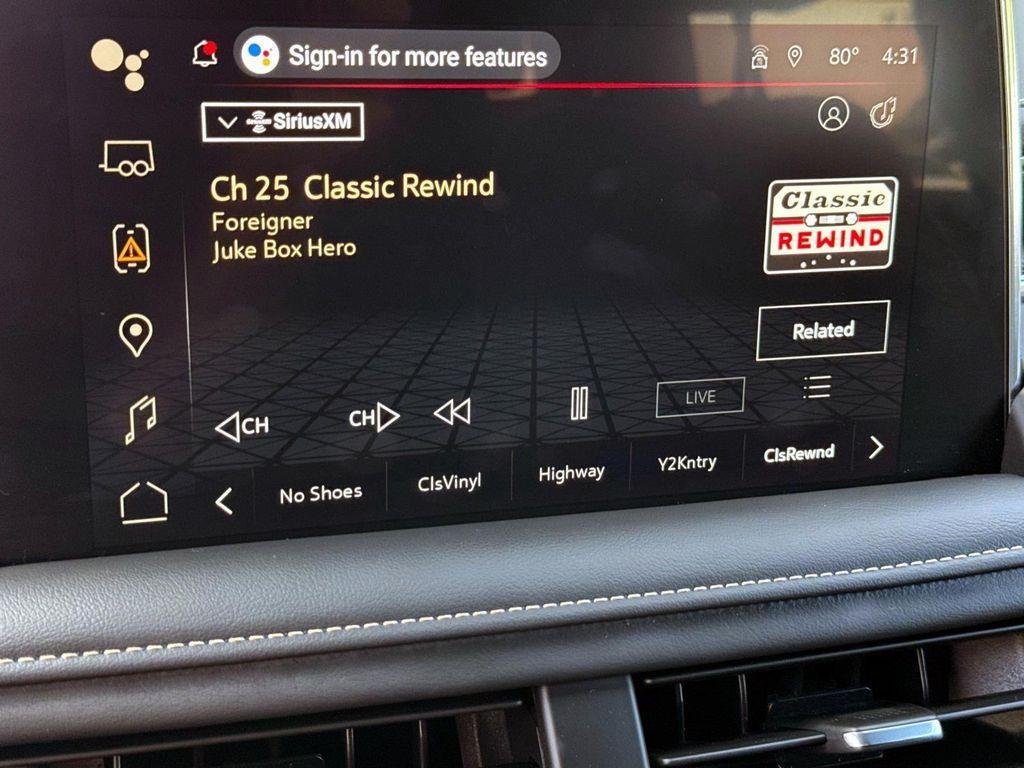 Sign-in for more features
80° 4:31
SiriusXM
Ch 25 Classic Rewind
Foreigner
Juke Box Hero
Classic
REWIND
Related
CH
CH
LIVE
No Shoes
ClsVinyl
Highway
Y2Kntry
ClsRewnd